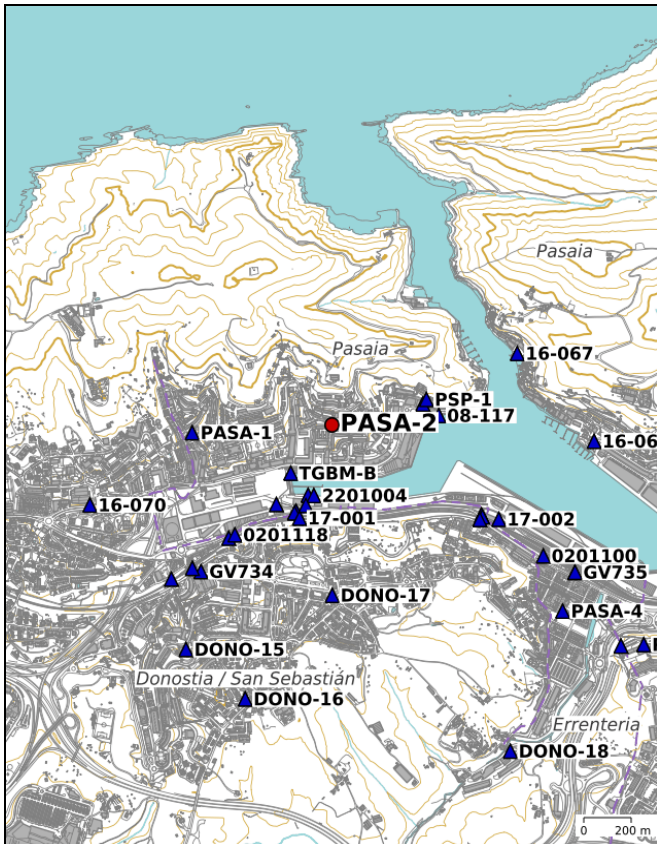 Pasaia
Pasaia
16-067
PSP-1
08-117
PASA-2
PASA-1
16-06
TGBM-B
2201004
16-070
17-001
17-002
0201118
0201100
GV734
GV735
DONO-17
PASA-4
DONO-15
Donostia / San Sebastián
DONO-16
Errenteria
DONO-18
0 200 m